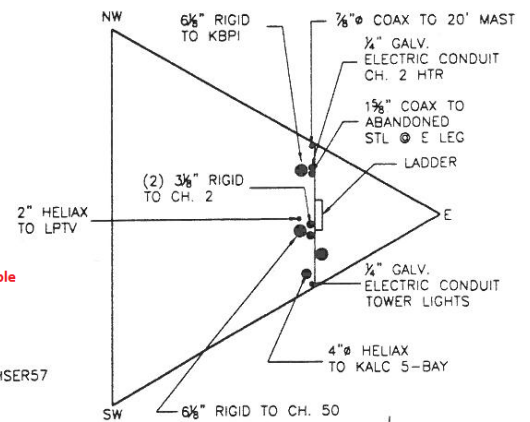 NW
6⅛" RIGID
TO KBPI
⅞"ø COAX TO 20' MAST
¼" GALV.
ELECTRIC CONDUIT
CH. 2 HTR
1⅝" COAX TO
ABANDONED
STL @ E LEG
LADDER
(2) 3⅛" RIGID
TO CH. 2
2" HELIAX
TO LPTV
E
¼" GALV.
ELECTRIC CONDUIT
TOWER LIGHTS
4"ø HELIAX
TO KALC 5-BAY
SW
6⅛" RIGID TO CH. 50